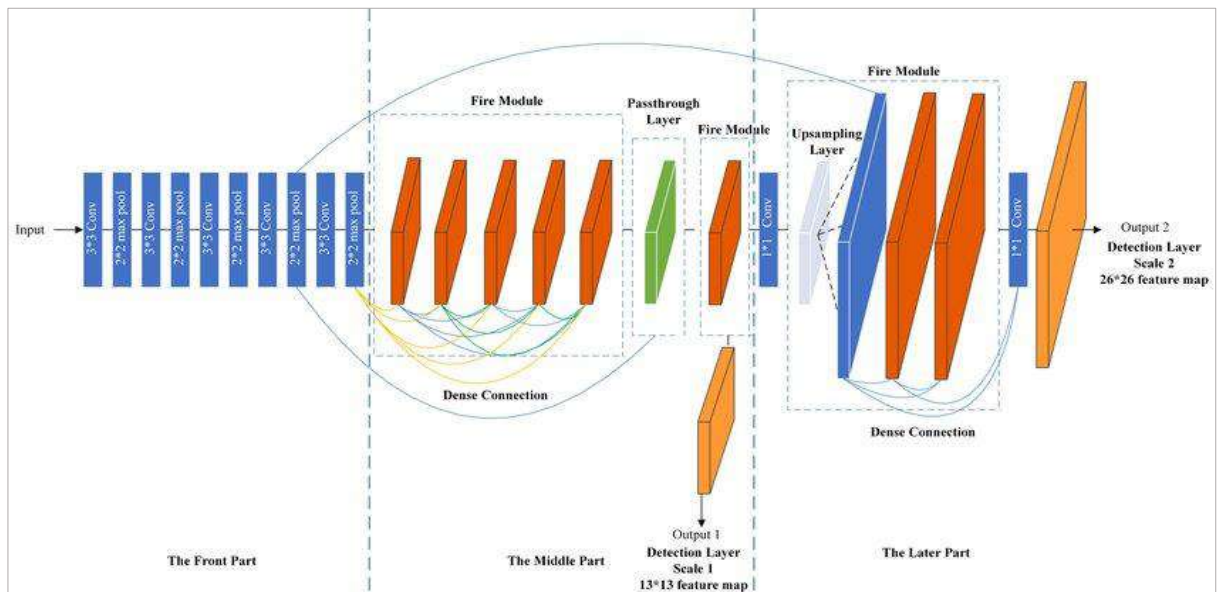 Fire Module
Fire Module
Passthrough
Layer
Fire Module
Upsampling
Layer
Input
3*3 Conv
2*2 max pool
3*3 Conv
2*2 max pool
3*3 Conv
2*2 max pool
3*3 Conv
2*2 max pool
3*3 Conv
2*2 max pool
1*1 Conv
1*1 Conv
Output 2
Detection Layer
Scale 2
26*26 feature map
Dense Connection
Dense Connection
Output 1
Detection Layer
Scale 1
13*13 feature map
The Front Part
The Middle Part
The Later Part